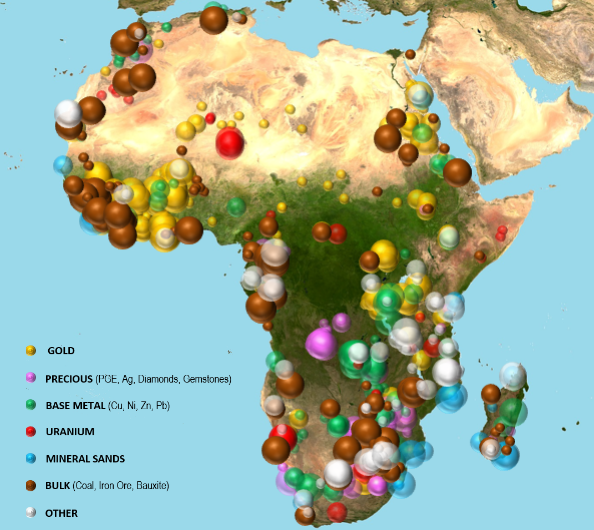 GOLD
PRECIOUS (PGE, Ag, Diamonds, Gemstones)
BASE METAL (Cu, Ni, Zn, Pb)
URANIUM
MINERAL SANDS
BULK (Coal, Iron Ore, Bauxite)
OTHER